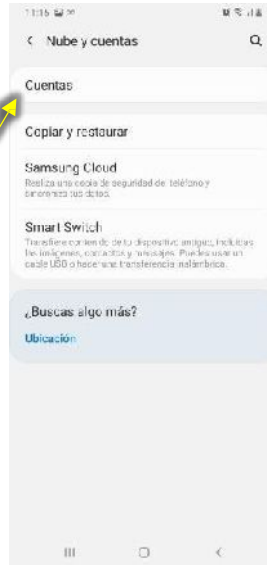 11:15
Nube y cuentas
Cuentas
Copiar y restaurar
Samsung Cloud
Realiza una copia de seguridad del teléfono y
sincroniza tus datos.
Smart Switch
Transfiere contenido de tu dispositivo antiguo, incluidas
las imágenes, contactos y mensajes. Puedes usar un
cable USB o hacer una transferencia inalámbrica.
¿Buscas algo más?
Ubicación